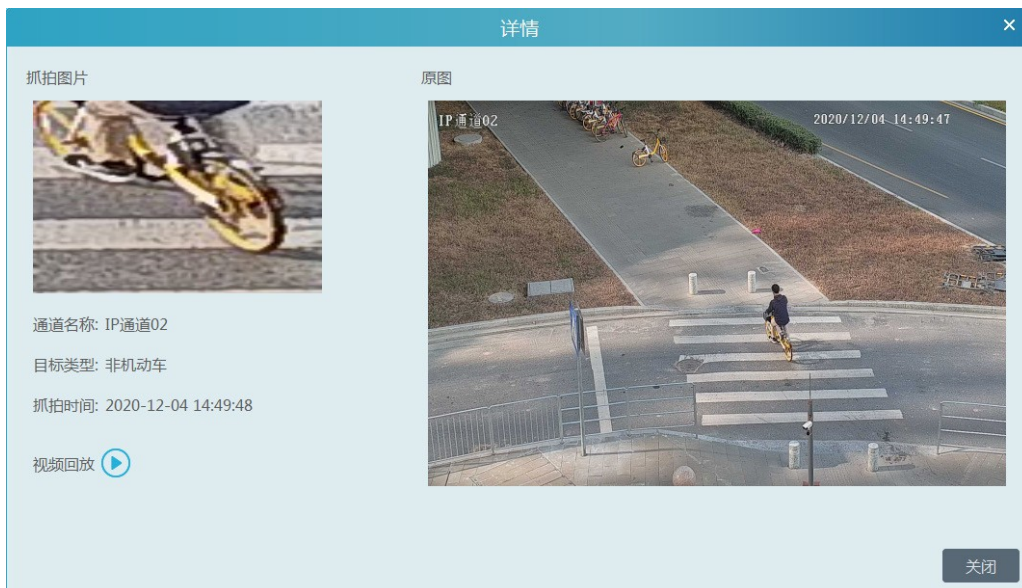 详情
抓拍图片
原图
IP通道02
2020/12/04 14:49:47
通道名称: IP通道02
目标类型: 非机动车
抓拍时间: 2020-12-04 14:49:48
视频回放
关闭